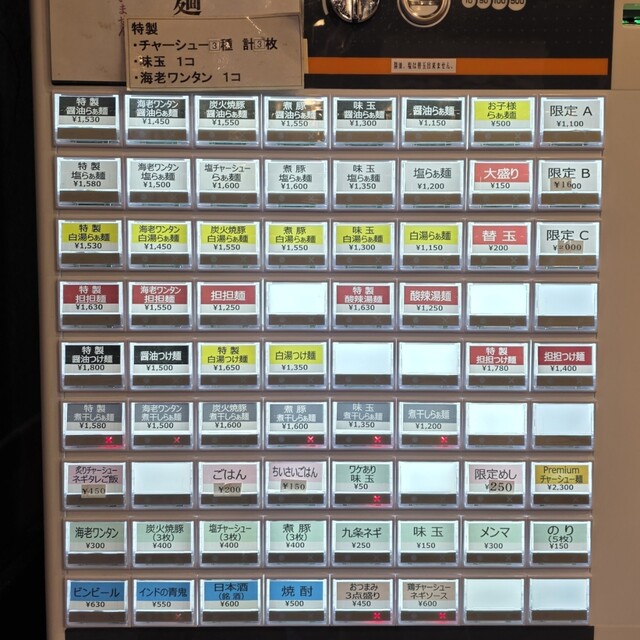 麺
特製
・チャーシュー3種 計3枚
・味玉 1コ
・海老ワンタン 1コ
10 50 100 500
特製
醤油らぁ麺
¥1,530
海老ワンタン
醤油らぁ麺
¥1,450
炭火焼豚
醤油らぁ麺
¥1,550
煮豚
醤油らぁ麺
¥1,550
味玉
醤油らぁ麺
¥1,300
醤油らぁ麺
¥1,150
お子様
らぁ麺
¥500
限定A
¥1,100
特製
塩らぁ麺
¥1,580
海老ワンタン
塩らぁ麺
¥1,500
塩チャーシュー
らぁ麺
¥1,600
煮豚
塩らぁ麺
¥1,600
味玉
塩らぁ麺
¥1,350
塩らぁ麺
¥1,200
大盛り
¥150
限定B
特製
白湯らぁ麺
¥1,530
海老ワンタン
白湯らぁ麺
¥1,450
炭火焼豚
白湯らぁ麺
¥1,550
煮豚
白湯らぁ麺
¥1,550
味玉
白湯らぁ麺
¥1,300
白湯らぁ麺
¥1,150
替玉
¥200
限定C
特製
担担麺
¥1,630
海老ワンタン
担担麺
¥1,550
担担麺
¥1,250
特製
酸辣湯麺
¥1,630
酸辣湯麺
¥1,250
特製
醤油つけ麺
¥1,800
醤油つけ麺
¥1,500
特製
白湯つけ麺
¥1,650
白湯つけ麺
¥1,350
特製
担担つけ麺
¥1,780
担担つけ麺
¥1,400
特製
煮干しらぁ麺
¥1,580
海老ワンタン
煮干しらぁ麺
¥1,500
炭火焼豚
煮干しらぁ麺
¥1,600
煮豚
煮干しらぁ麺
¥1,600
味玉
煮干しらぁ麺
¥1,350
煮干しらぁ麺
¥1,200
炙りチャーシュー
ネギタレご飯
¥450
ごはん
¥200
ちいさいごはん
¥150
ワケあり
味玉
¥50
限定めし
¥250
Premium
チャーシュー麺
¥2,300
海老ワンタン
¥300
炭火焼豚
(3枚)
¥400
塩チャーシュー
(3枚)
¥400
煮豚
(3枚)
¥400
九条ネギ
¥250
味玉
¥150
メンマ
¥300
のり
(5枚)
¥150
ビンビール
¥630
インドの青鬼
¥550
日本酒
(銘酒)
¥600
焼酎
¥500
おつまみ
3点盛り
¥450
鶏チャーシュー
ネギソース
¥600